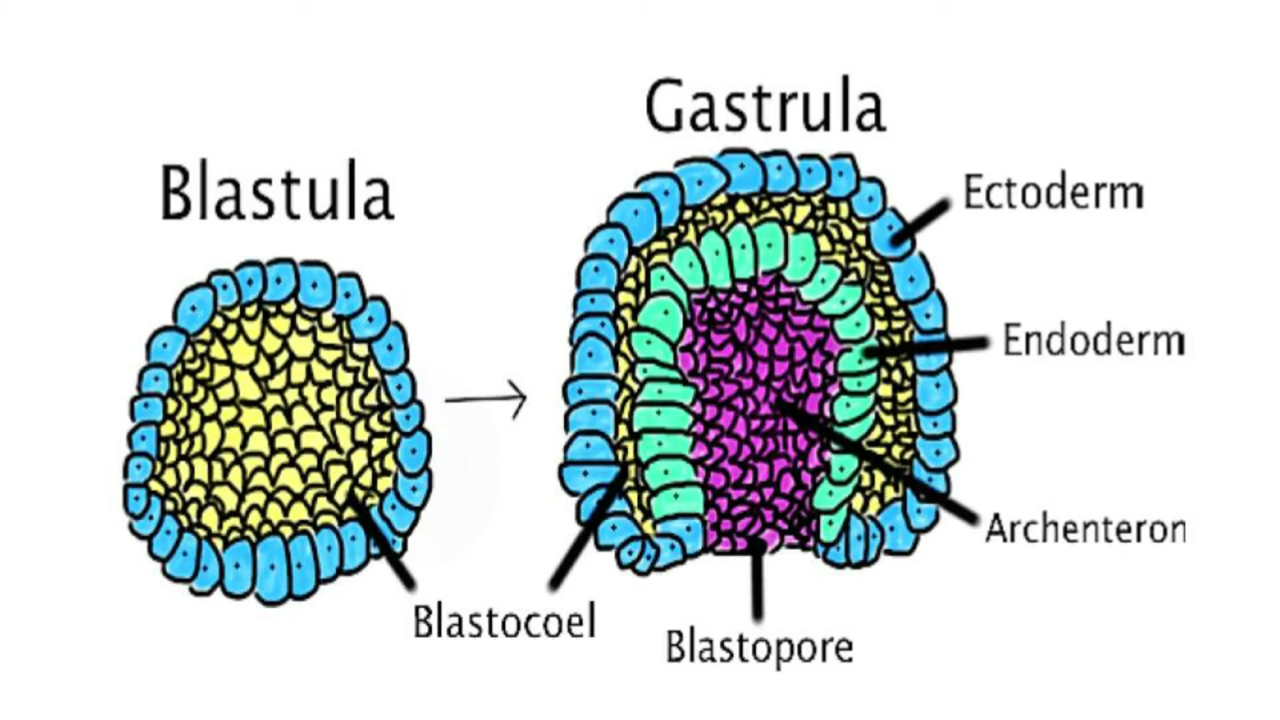 Blastula
Gastrula
Ectoderm
Endoderm
Archenteron
Blastocoel
Blastopore